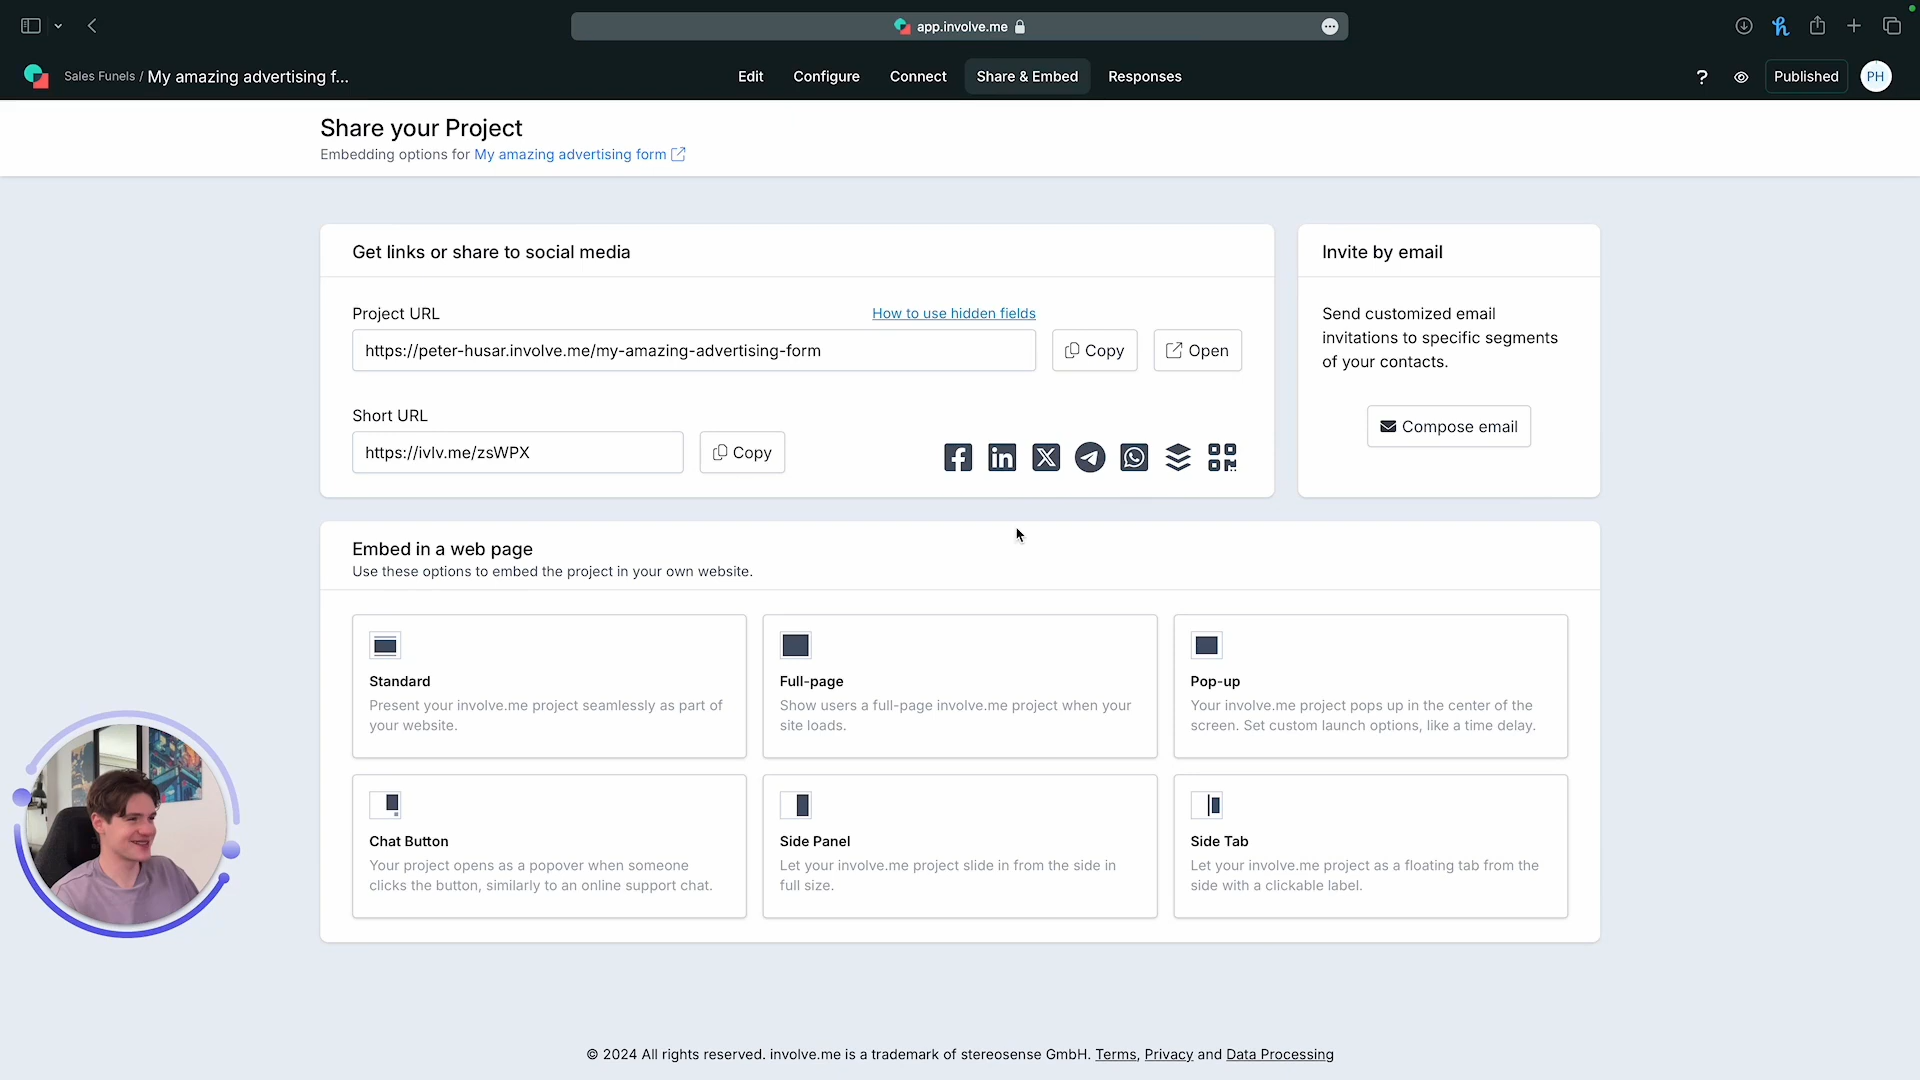 app.involve.me
Sales Funels / My amazing advertising f...
Edit
Configure
Connect
Share & Embed
Responses
?
Published
PH
Share your Project
Embedding options for My amazing advertising form
Get links or share to social media
Project URL
How to use hidden fields
https://peter-husar.involve.me/my-amazing-advertising-form
Copy
Open
Short URL
https://ivlv.me/zsWPX
Copy
Invite by email
Send customized email
invitations to specific segments
of your contacts.
Compose email
Embed in a web page
Use these options to embed the project in your own website.
Standard
Present your involve.me project seamlessly as part of
your website.
Full-page
Show users a full-page involve.me project when your
site loads.
Pop-up
Your involve.me project pops up in the center of the
screen. Set custom launch options, like a time delay.
Chat Button
Your project opens as a popover when someone
clicks the button, similarly to an online support chat.
Side Panel
Let your involve.me project slide in from the side in
full size.
Side Tab
Let your involve.me project as a floating tab from the
side with a clickable label.
© 2024 All rights reserved. involve.me is a trademark of stereosense GmbH. Terms, Privacy and Data Processing